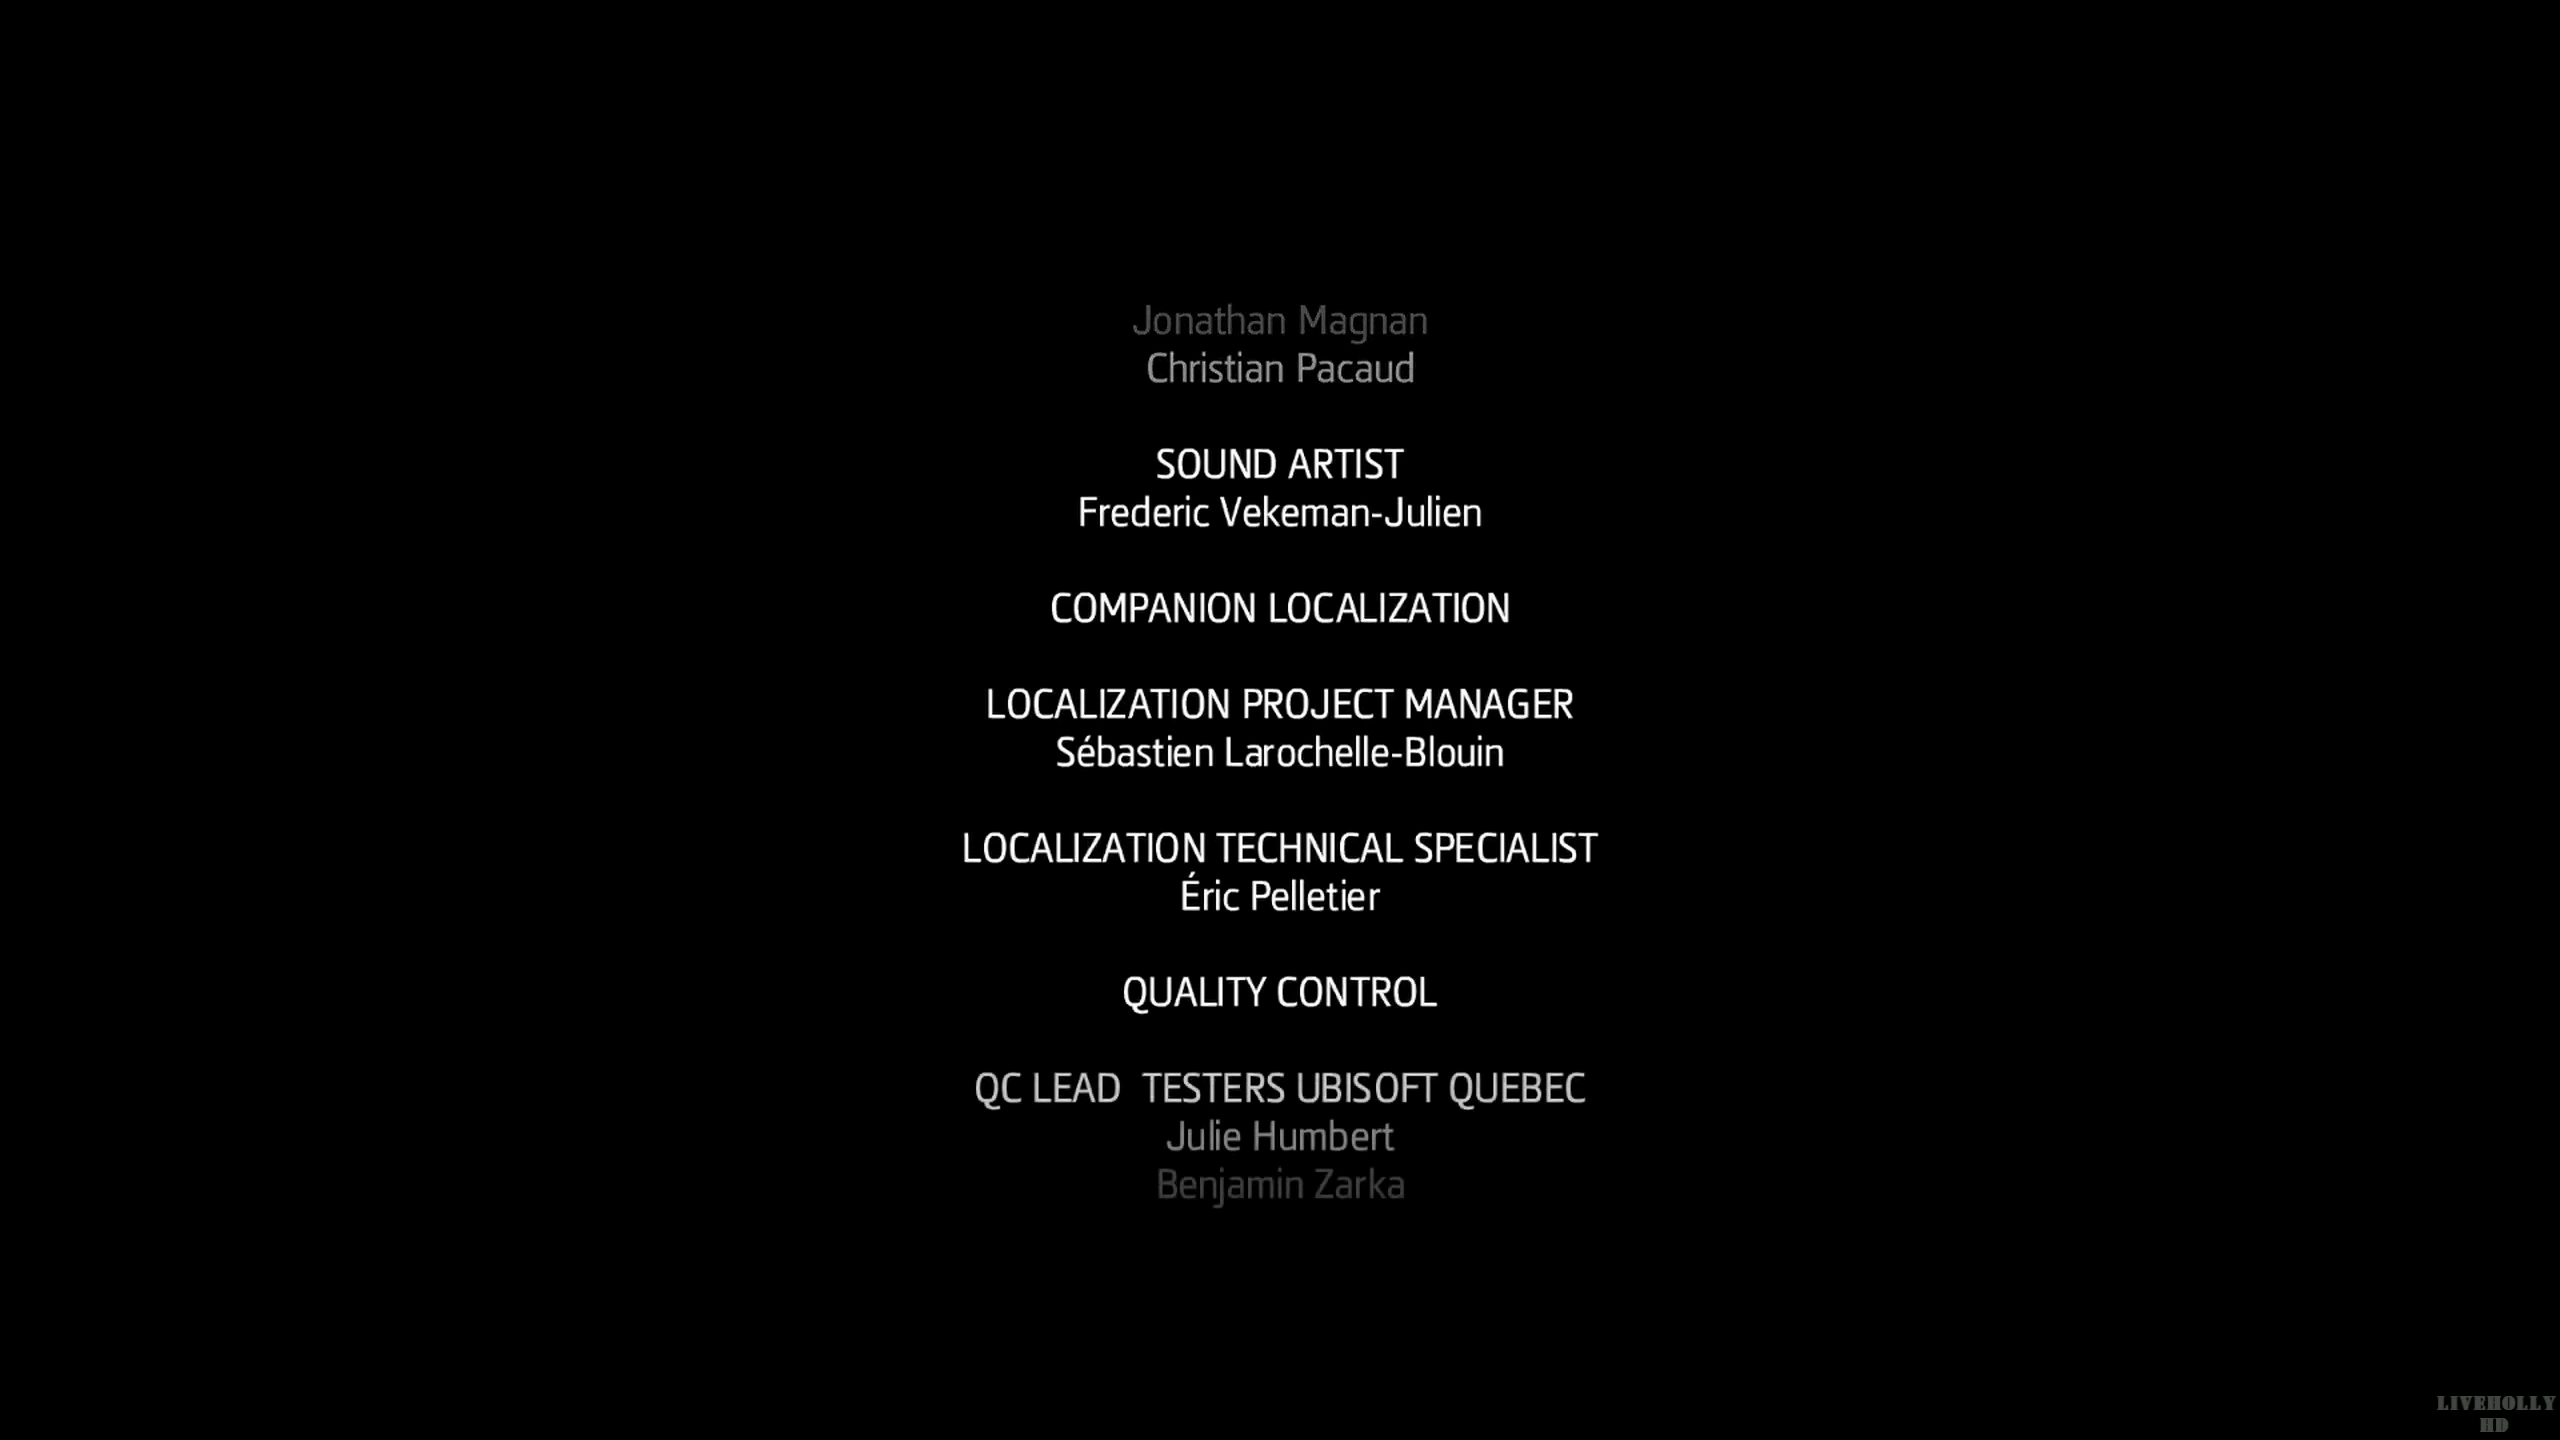 Jonathan Magnan
Christian Pacaud
SOUND ARTIST
Frederic Vekeman-Julien
COMPANION LOCALIZATION
LOCALIZATION PROJECT MANAGER
Sébastien Larochelle-Blouin
LOCALIZATION TECHNICAL SPECIALIST
Éric Pelletier
QUALITY CONTROL
QC LEAD  TESTERS UBISOFT QUEBEC
Julie Humbert
Benjamin Zarka
LIVEHOLLY
HD